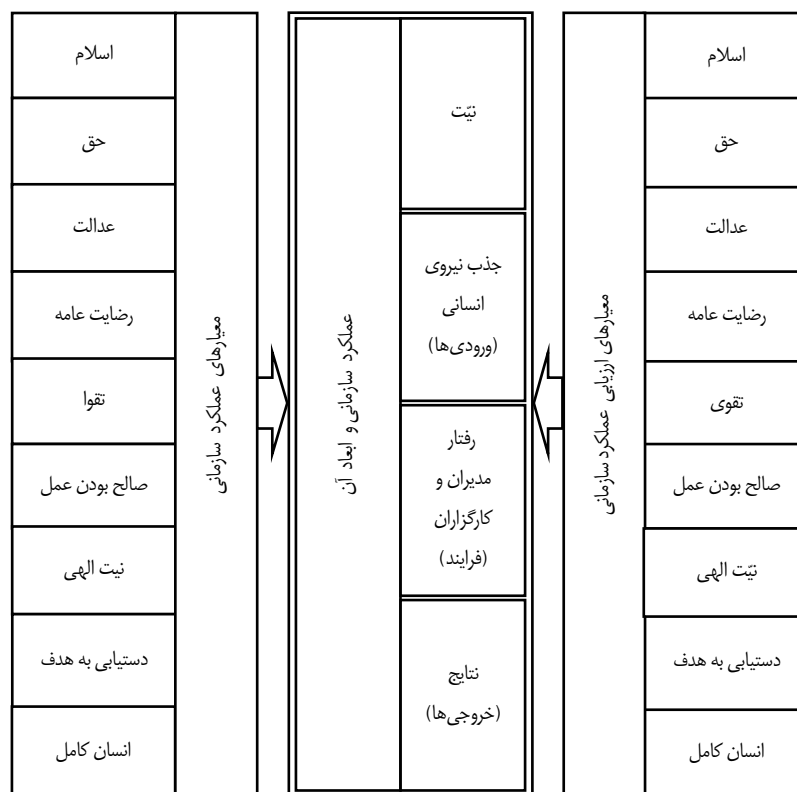 اسلام
حق
عدالت
رضایت عامه
تقوی
صالح بودن عمل
نیّت الهی
دستیابی به هدف
انسان کامل
معیارهای ارزیابی عملکرد سازمانی
نیّت
جذب نیروی
انسانی
(ورودی‌ها)
رفتار
مدیران و
کارگزاران
(فرایند)
نتایج
(خروجی‌ها)
عملکرد سازمانی و ابعاد آن
معیارهای عملکرد سازمانی
اسلام
حق
عدالت
رضایت عامه
تقوا
صالح بودن عمل
نیت الهی
دستیابی به هدف
انسان کامل